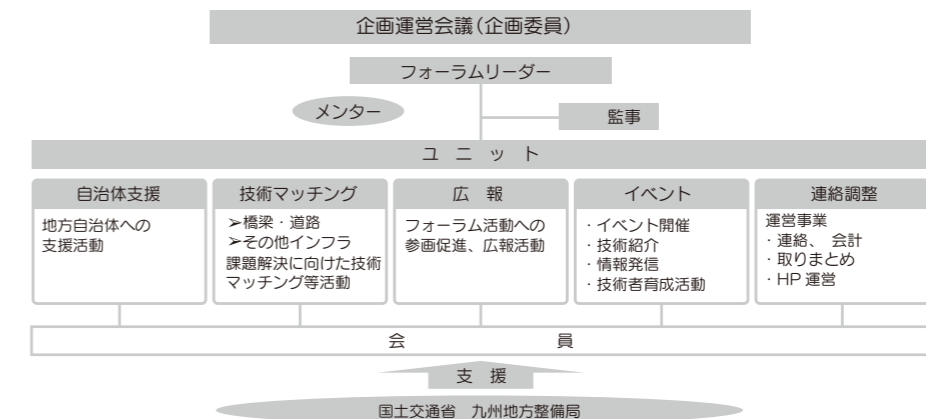 企画運営会議(企画委員)
フォーラムリーダー
メンター
監事
ユニット
自治体支援
地方自治体への
支援活動
技術マッチング
➢橋梁・道路
➢その他インフラ
課題解決に向けた技術
マッチング等活動
広 報
フォーラム活動への
参画促進、広報活動
イベント
・イベント開催
・技術紹介
・情報発信
・技術者育成活動
連絡調整
運営事業
・連絡、 会計
・取りまとめ
・HP 運営
会 員
支 援
国土交通省 九州地方整備局